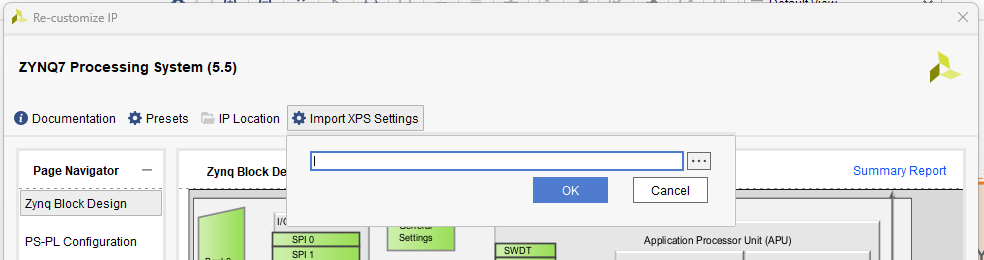 Default View
Re-customize IP
ZYNQ7 Processing System (5.5)
Documentation Presets IP Location Import XPS Settings
...
OK Cancel
Page Navigator
Zynq Block De Summary Report
Zynq Block Design
PS-PL Configuration
I/O
SPI 0
SPI 1
General
Settings
SWDT
Application Processor Unit (APU)